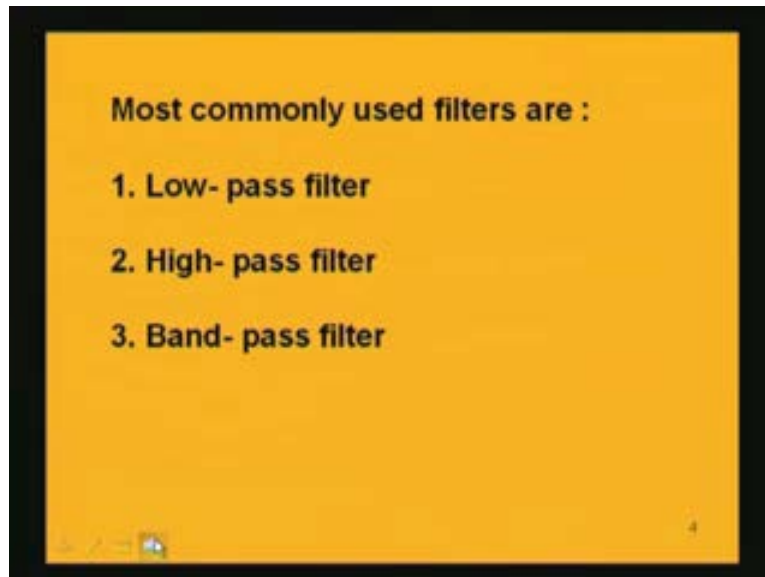 Most commonly used filters are :
1. Low- pass filter
2. High- pass filter
3. Band- pass filter
4